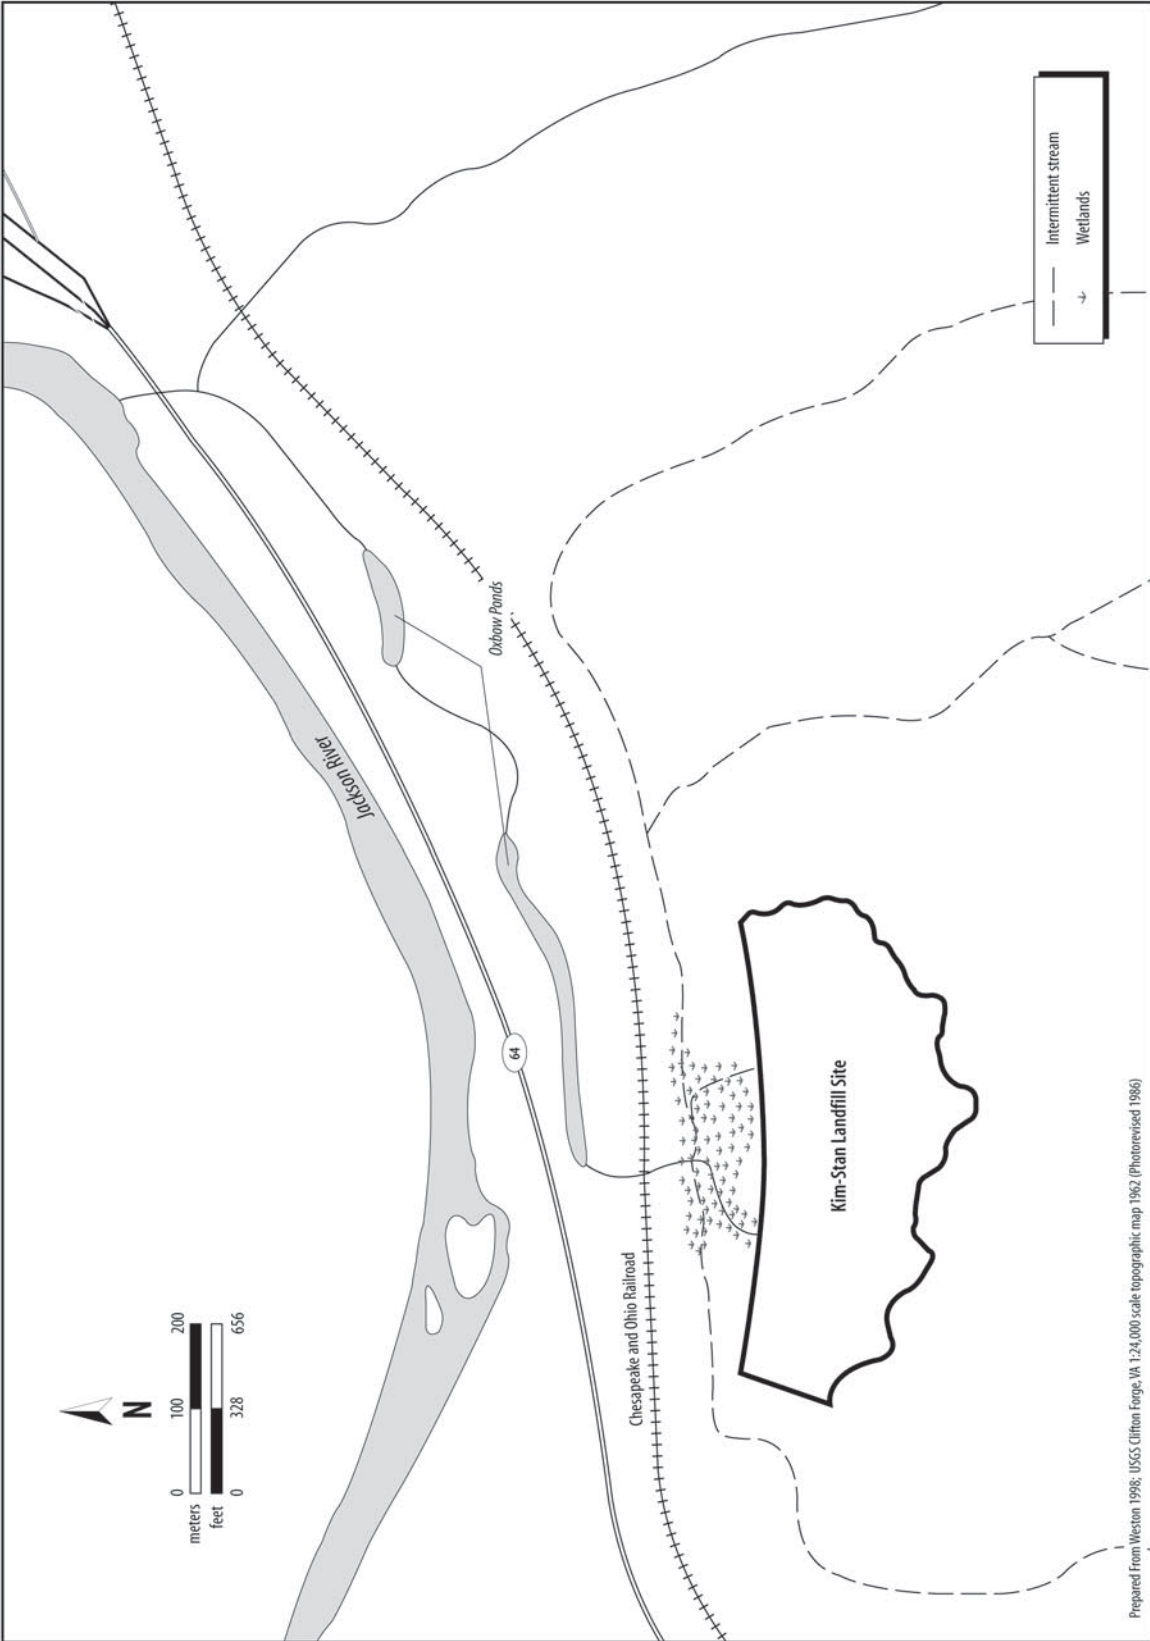 N
0 100 200
meters
feet
0 328 656
Jackson River
Oxbow Ponds
64
Chesapeake and Ohio Railroad
Kim-Stan Landfill Site
Intermittent stream
Wetlands
Prepared From Weston 1998; USGS Clifton Forge, VA 1:24,000 scale topographic map 1962 (Photorevised 1986)